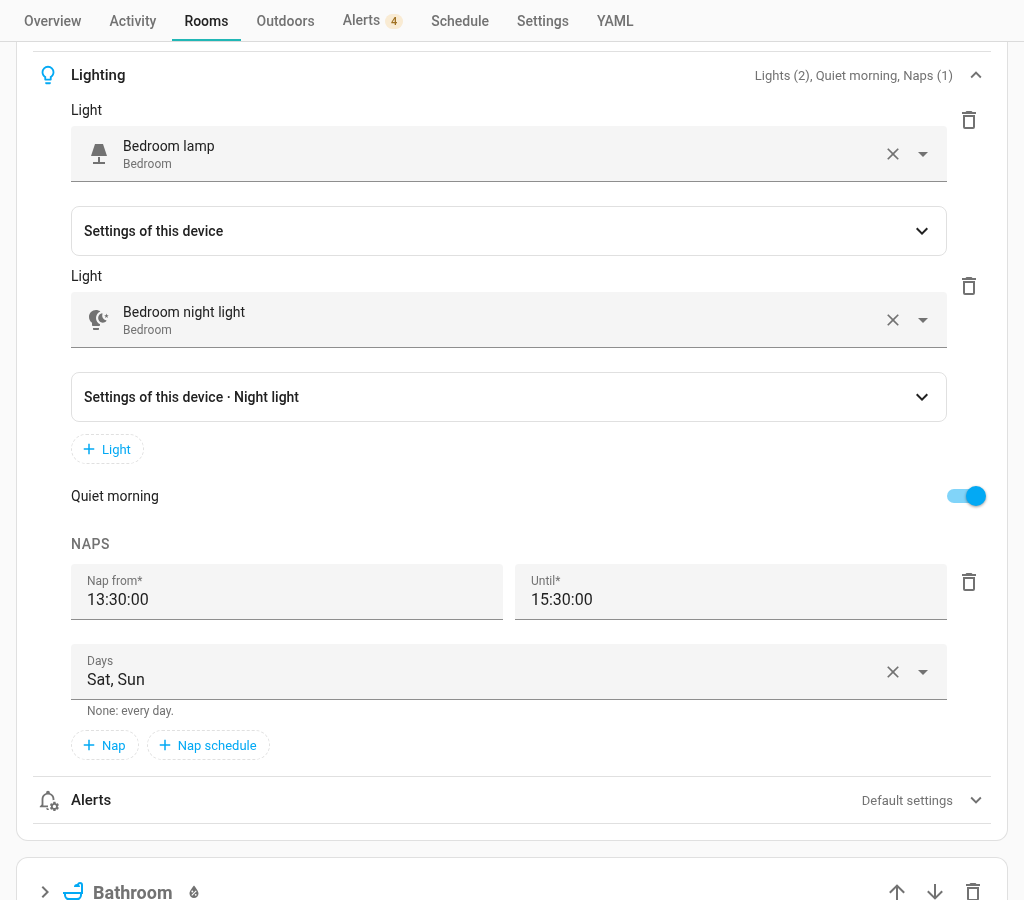 Overview
Activity
Rooms
Outdoors
Alerts 4
Schedule
Settings
YAML
Lighting
Lights (2), Quiet morning, Naps (1)
Light
Bedroom lamp
Bedroom
Settings of this device
Light
Bedroom night light
Bedroom
Settings of this device · Night light
Light
Quiet morning
NAPS
Nap from*
13:30:00
Until*
15:30:00
Days
Sat, Sun
None: every day.
Nap
Nap schedule
Alerts
Default settings
Bathroom